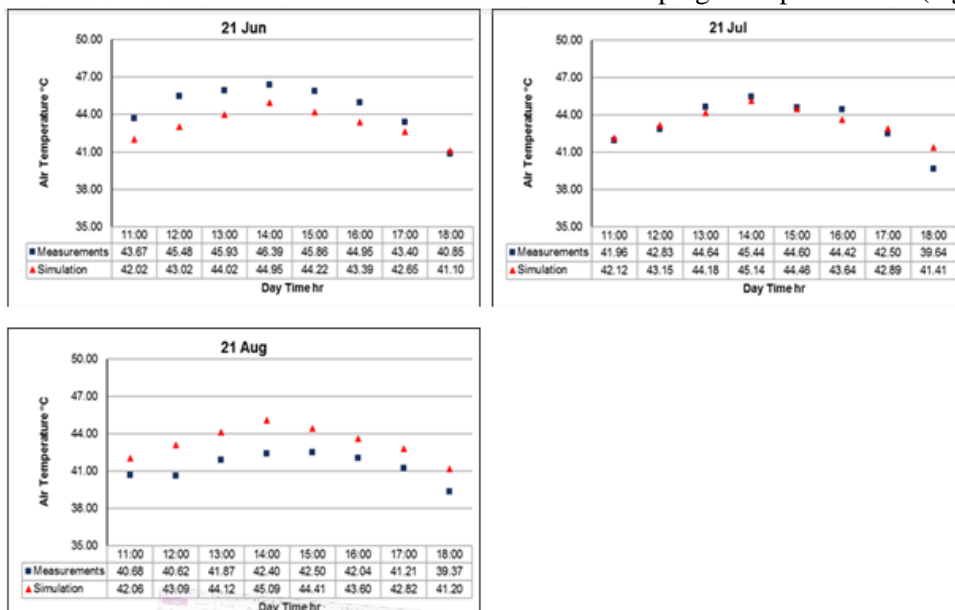 21 Jun
50.00
47.00
44.00
41.00
38.00
35.00
Air Temperature °C
11:00 12:00 13:00 14:00 15:00 16:00 17:00 18:00
Measurements 43.67 45.48 45.93 46.39 45.86 44.95 43.40 40.85
Simulation 42.02 43.02 44.02 44.95 44.22 43.39 42.65 41.10
Day Time hr
21 Jul
50.00
47.00
44.00
41.00
38.00
35.00
Air Temperature °C
11:00 12:00 13:00 14:00 15:00 16:00 17:00 18:00
Measurements 41.96 42.83 44.64 45.44 44.60 44.42 42.50 39.64
Simulation 42.12 43.15 44.18 45.14 44.46 43.64 42.89 41.41
Day Time hr
21 Aug
50.00
47.00
44.00
41.00
38.00
35.00
Air Temperature °C
11:00 12:00 13:00 14:00 15:00 16:00 17:00 18:00
Measurements 40.68 40.62 41.87 42.40 42.50 42.04 41.21 39.37
Simulation 42.06 43.09 44.12 45.09 44.41 43.60 42.82 41.20
Day Time hr